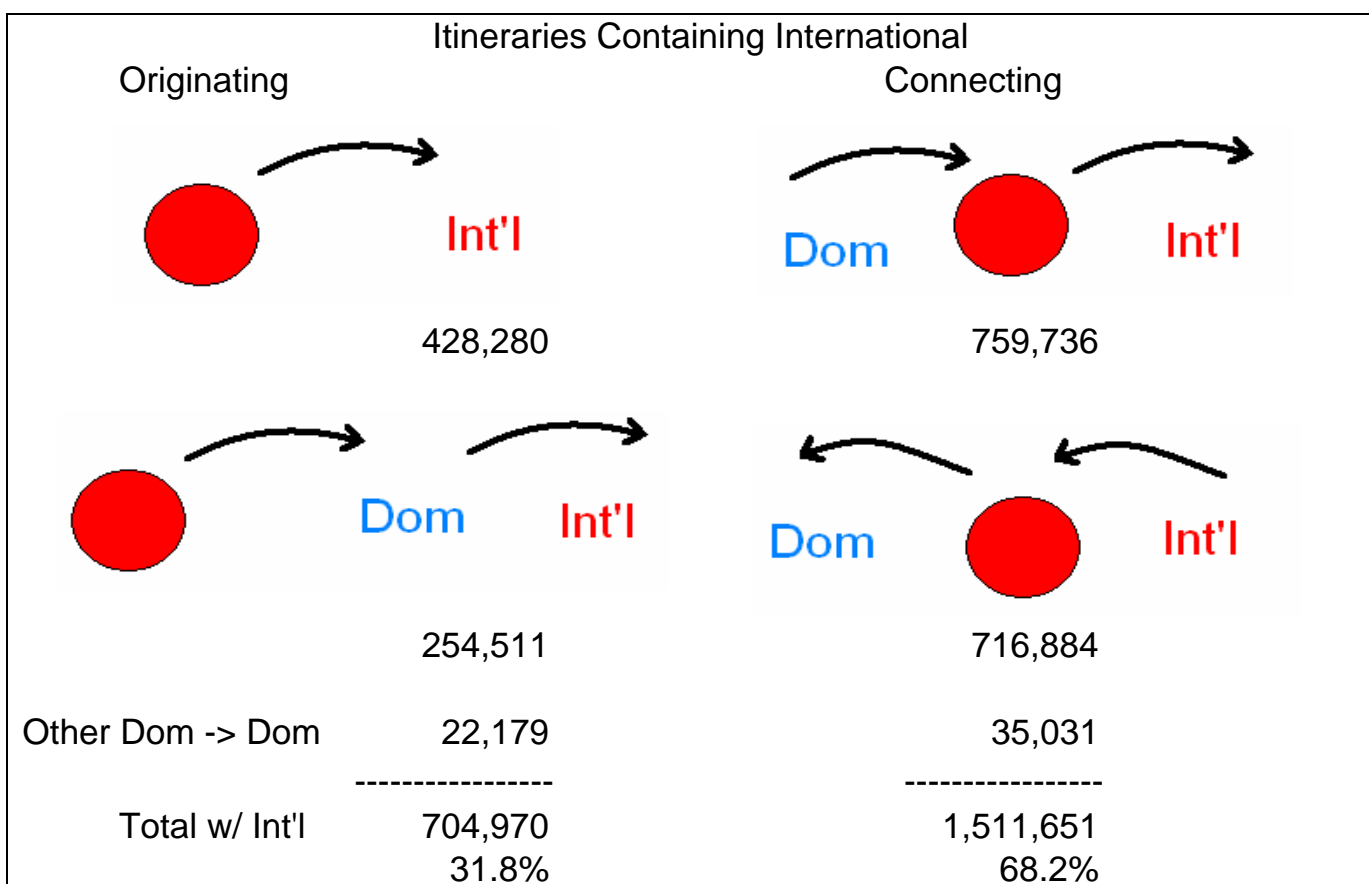 Itineraries Containing International
Originating Connecting
Int'l Dom Int'l
428,280 759,736
Dom Int'l Dom Int'l
254,511 716,884
Other Dom -> Dom 22,179 35,031
----------------- -----------------
Total w/ Int'l 704,970 1,511,651
31.8% 68.2%